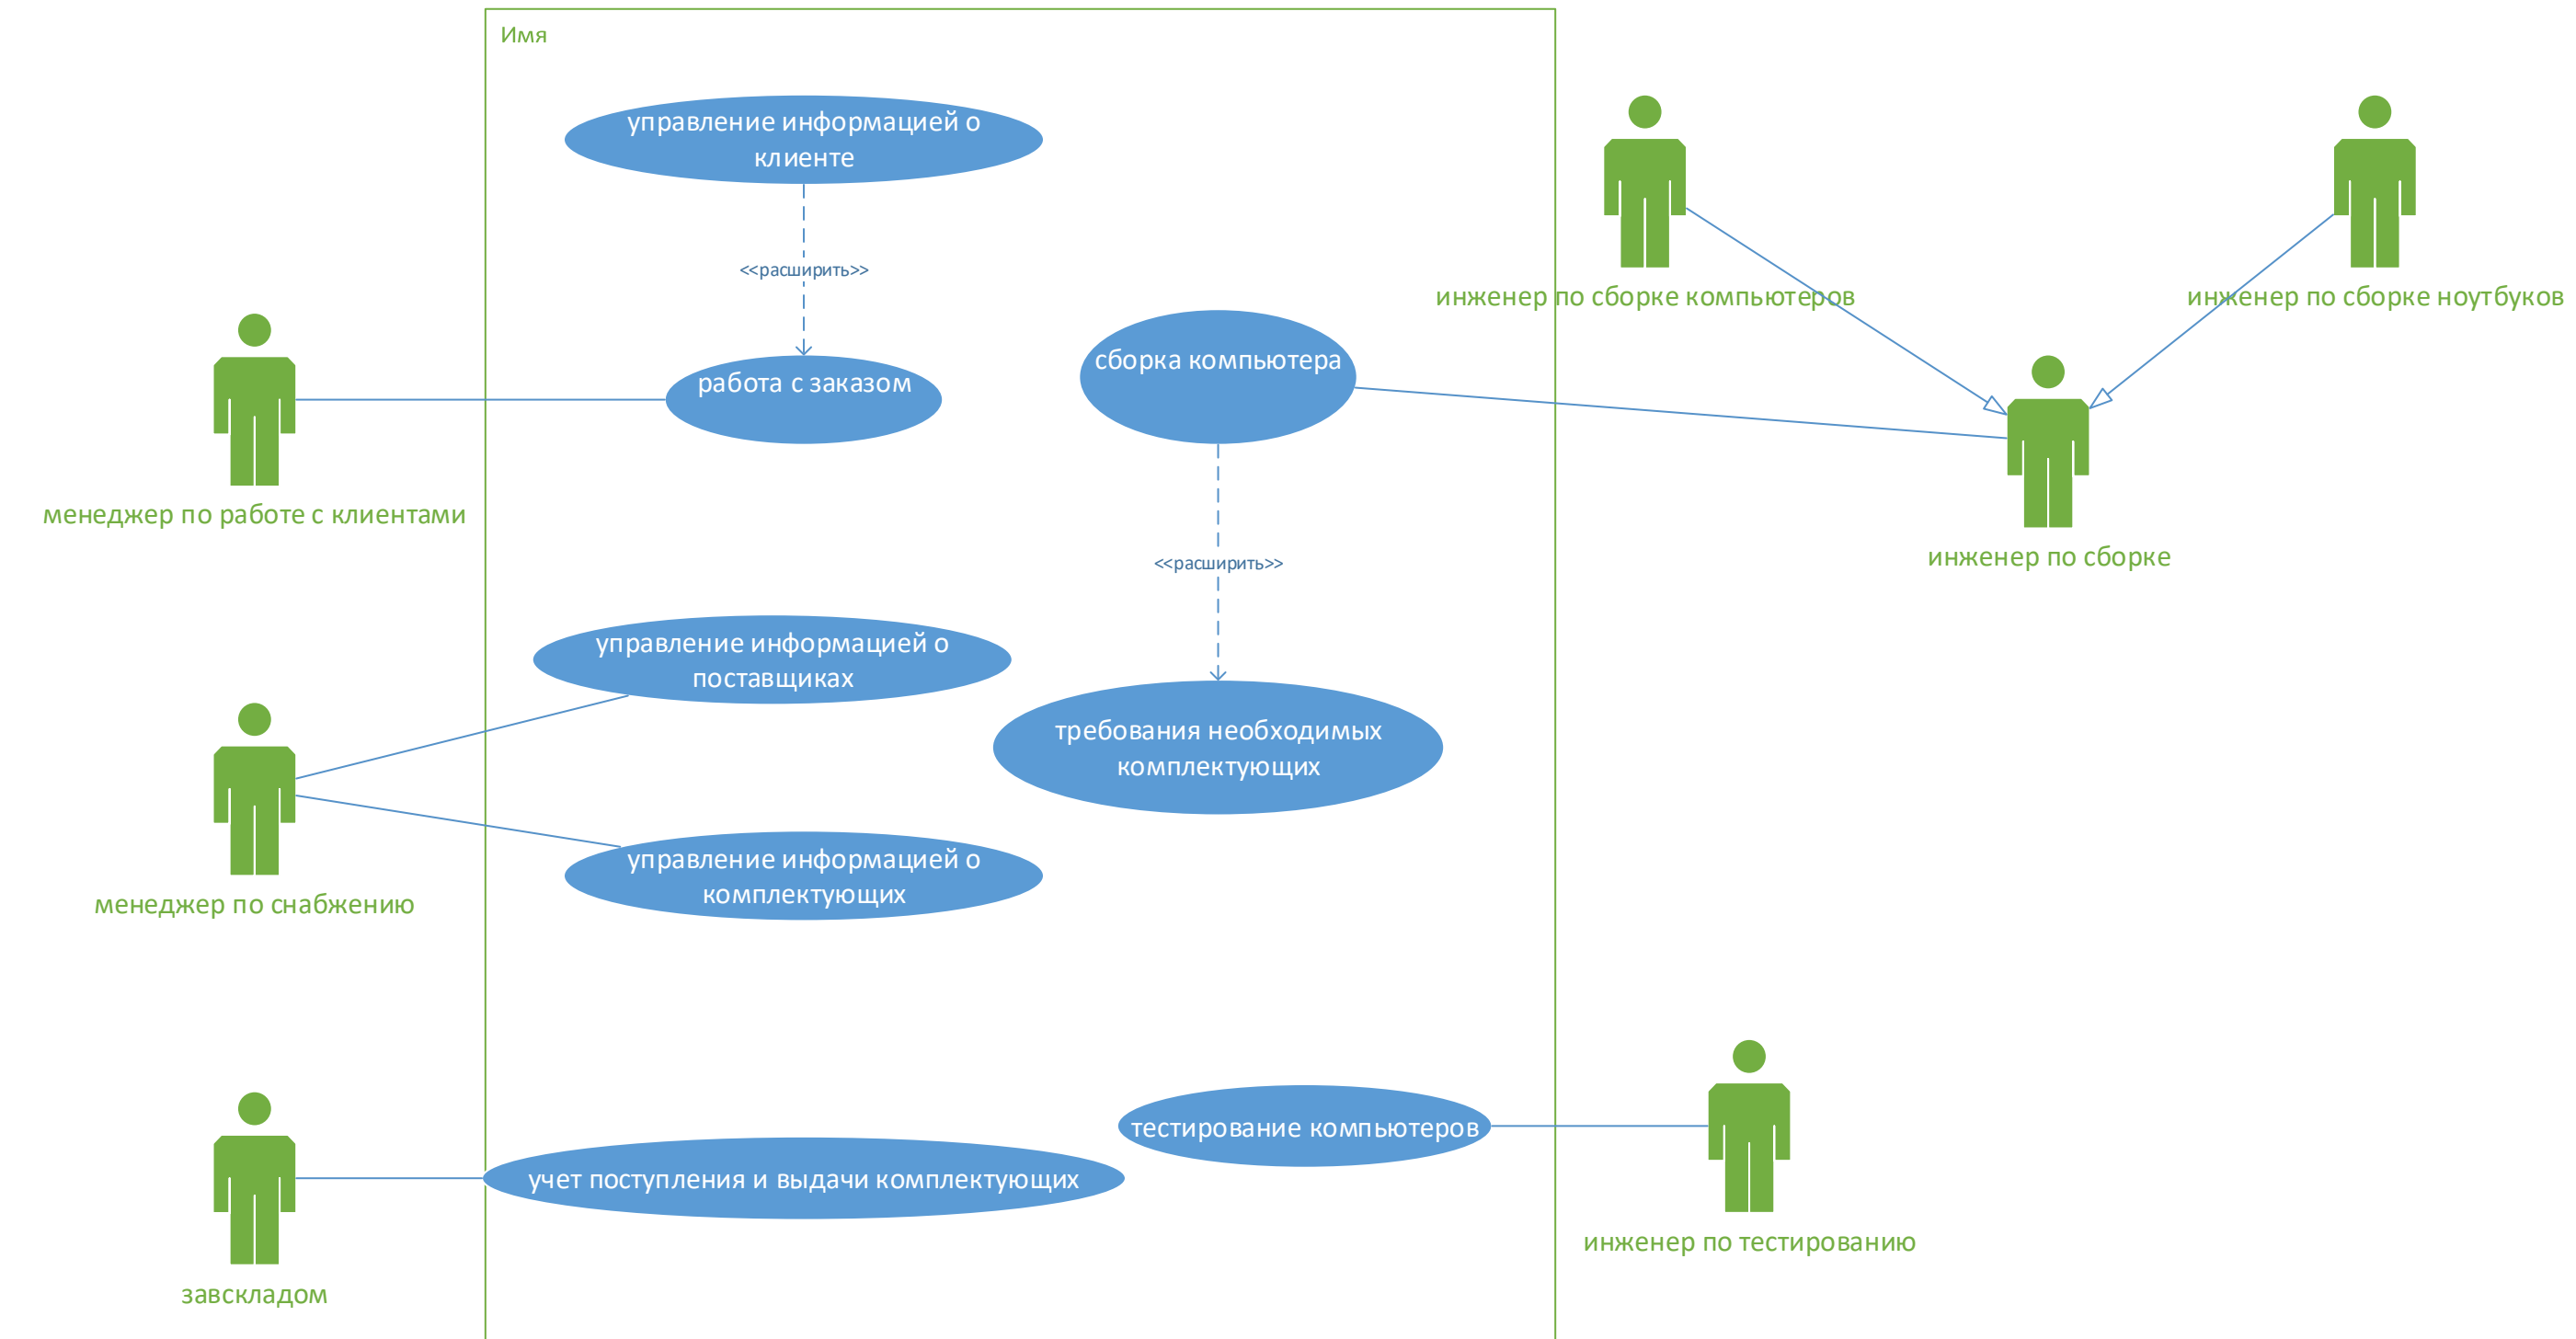 Имя
управление информацией о
клиенте
<<расширить>>
инженер по сборке компьютеров
инженер по сборке ноутбуков
работа с заказом
сборка компьютера
менеджер по работе с клиентами
инженер по сборке
<<расширить>>
управление информацией о
поставщиках
требования необходимых
комплектующих
управление информацией о
комплектующих
менеджер по снабжению
тестирование компьютеров
учет поступления и выдачи комплектующих
инженер по тестированию
завскладом